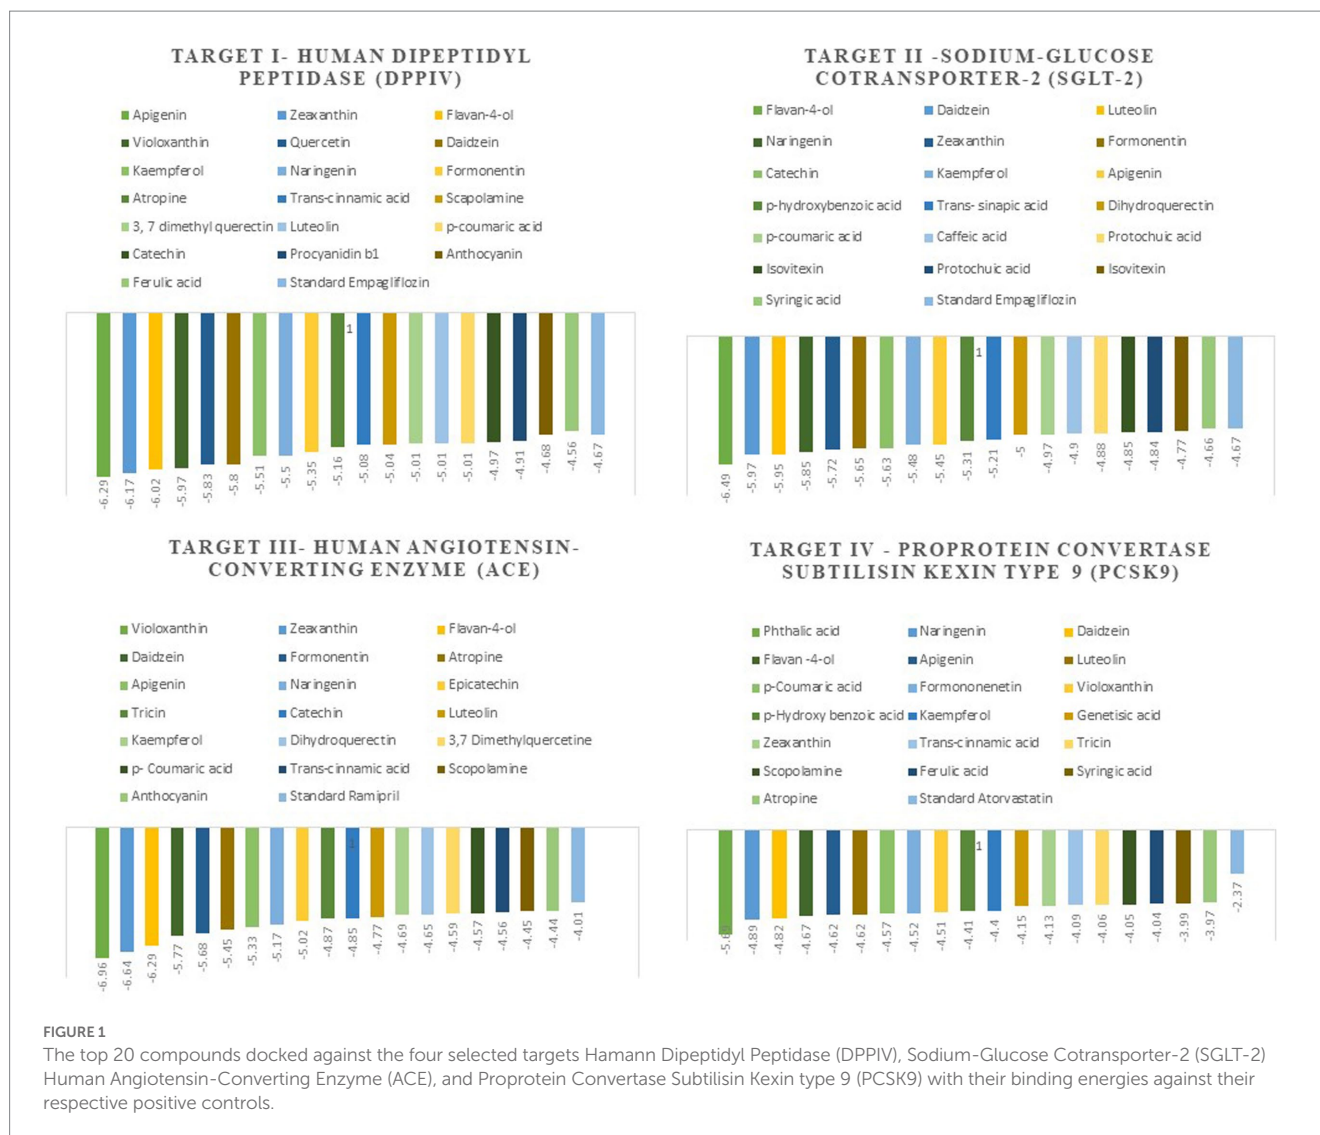 TARGET I- HUMAN DIPEPTIDYL
PEPTIDASE (DPPIV)
Apigenin Zeaxanthin Flavan-4-ol
Violoxanthin Quercetin Daidzein
Kaempferol Naringenin Formonentin
Atropine Trans-cinnamic acid Scapolamine
3, 7 dimethyl querectin Luteolin p-coumaric acid
Catechin Procyanidin b1 Anthocyanin
Ferulic acid Standard Empagliflozin
1
-6.29 -6.17 -6.02 -5.97 -5.83 -5.8 -5.51 -5.5 -5.35 -5.16 -5.08 -5.04 -5.01 -5.01 -5.01 -4.97 -4.91 -4.68 -4.56 -4.67
TARGET II -SODIUM-GLUCOSE
COTRANSPORTER-2 (SGLT-2)
Flavan-4-ol Daidzein Luteolin
Naringenin Zeaxanthin Formonentin
Catechin Kaempferol Apigenin
p-hydroxybenzoic acid Trans- sinapic acid Dihydroquerectin
p-coumaric acid Caffeic acid Protochuic acid
Isovitexin Protochuic acid Isovitexin
Syringic acid Standard Empagliflozin
1
-6.49 -5.97 -5.95 -5.85 -5.72 -5.65 -5.63 -5.48 -5.45 -5.31 -5.21 -5 -4.97 -4.9 -4.88 -4.85 -4.84 -4.77 -4.66 -4.67
TARGET III- HUMAN ANGIOTENSIN-
CONVERTING ENZYME (ACE)
Violoxanthin Zeaxanthin Flavan-4-ol
Daidzein Formonentin Atropine
Apigenin Naringenin Epicatechin
Tricin Catechin Luteolin
Kaempferol Dihydroquerectin 3,7 Dimethylquercetine
p- Coumaric acid Trans-cinnamic acid Scopolamine
Anthocyanin Standard Ramipril
1
-6.96 -6.64 -6.29 -5.77 -5.68 -5.45 -5.33 -5.17 -5.02 -4.87 -4.85 -4.77 -4.69 -4.65 -4.59 -4.57 -4.56 -4.45 -4.44 -4.01
TARGET IV - PROPROTEIN CONVERTASE
SUBTILISIN KEXIN TYPE 9 (PCSK9)
Phthalic acid Naringenin Daidzein
Flavan -4-ol Apigenin Luteolin
p-Coumaric acid Formononenetin Violoxanthin
p-Hydroxy benzoic acid Kaempferol Genetisic acid
Zeaxanthin Trans-cinnamic acid Tricin
Scopolamine Ferulic acid Syringic acid
Atropine Standard Atorvastatin
1
-4.89 -4.82 -4.67 -4.62 -4.62 -4.57 -4.52 -4.51 -4.41 -4.4 -4.15 -4.13 -4.09 -4.06 -4.05 -4.04 -3.99 -3.97 -2.37
FIGURE 1
The top 20 compounds docked against the four selected targets Hamann Dipeptidyl Peptidase (DPPIV), Sodium-Glucose Cotransporter-2 (SGLT-2)
Human Angiotensin-Converting Enzyme (ACE), and Proprotein Convertase Subtilisin Kexin type 9 (PCSK9) with their binding energies against their
respective positive controls.